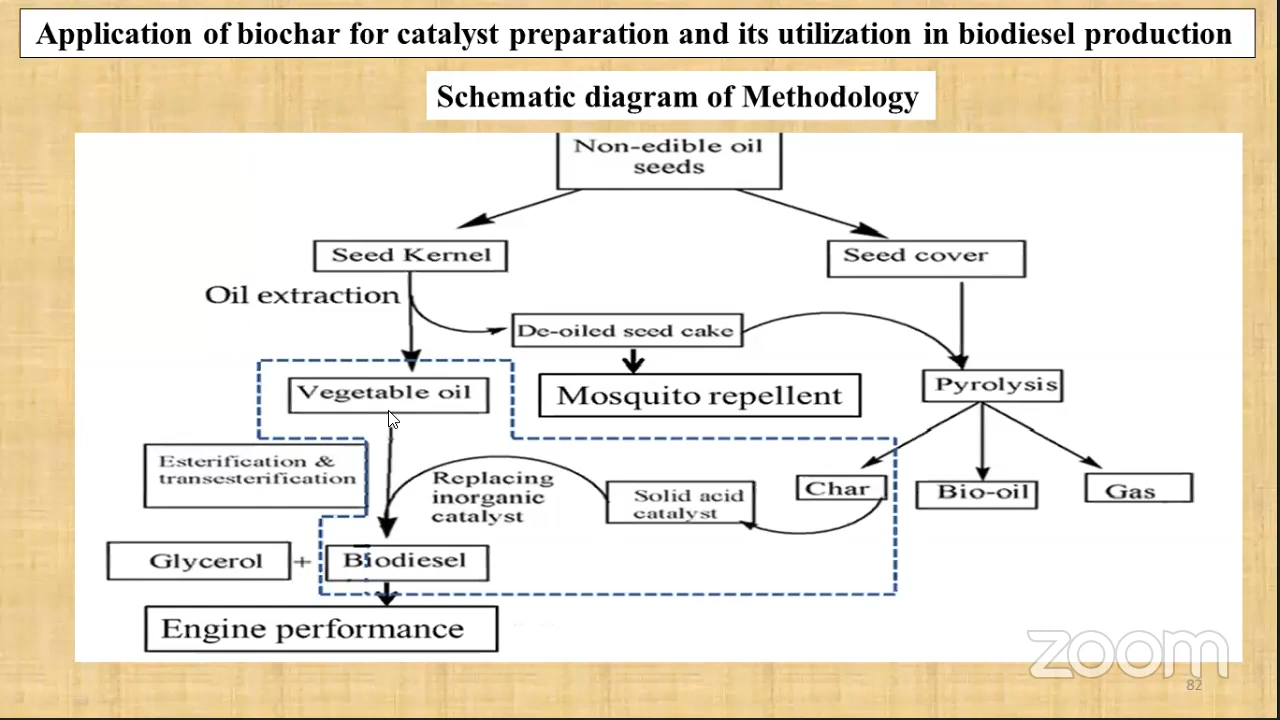 Application of biochar for catalyst preparation and its utilization in biodiesel production
Schematic diagram of Methodology
Non-edible oil
seeds
Seed Kernel
Seed cover
Oil extraction
De-oiled seed cake
Vegetable oil
Mosquito repellent
Pyrolysis
Esterification &
transesterification
Replacing
inorganic
catalyst
Solid acid
catalyst
Char
Bio-oil
Gas
Glycerol
+
Biodiesel
Engine performance
zoom
82